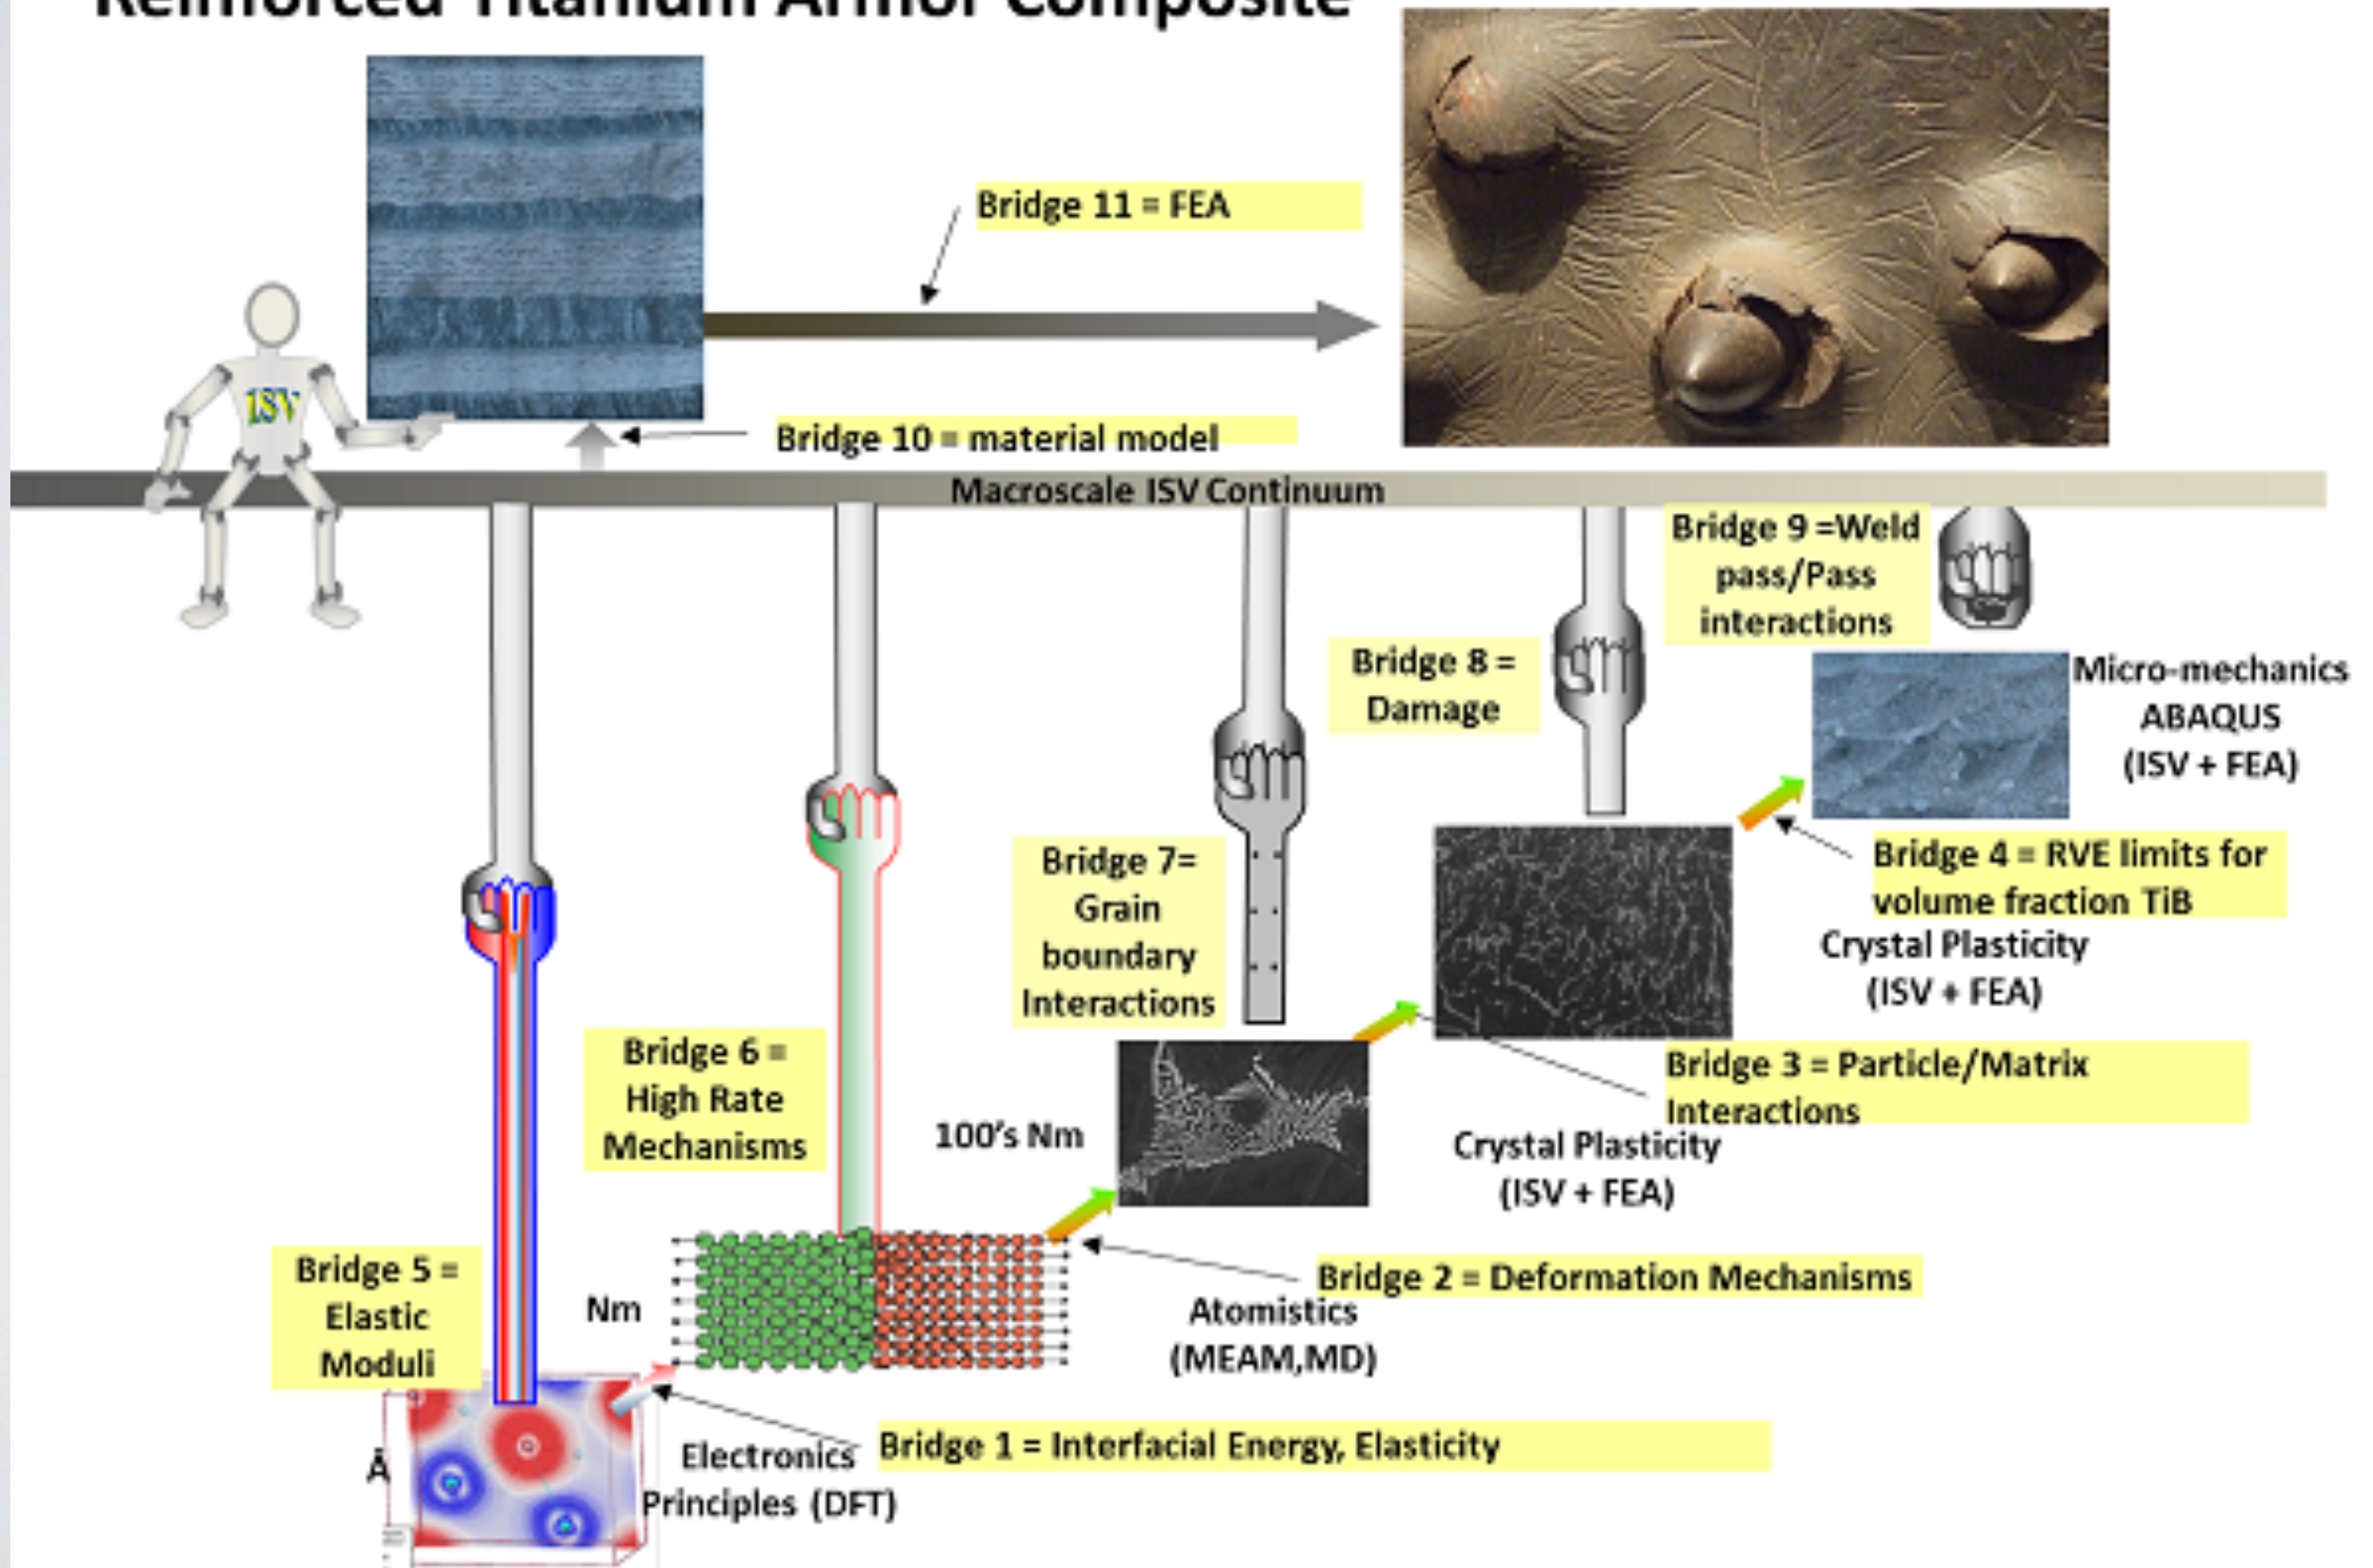 Reinforced Titanium Armor Composite
Bridge 11 = FEA
ISV
Bridge 10 = material model
Macroscale ISV Continuum
Bridge 9 =Weld
pass/Pass
interactions
Bridge 8 =
Damage
Micro-mechanics
ABAQUS
(ISV + FEA)
Bridge 4 = RVE limits for
volume fraction TiB
Crystal Plasticity
(ISV + FEA)
Bridge 7=
Grain
boundary
Interactions
Bridge 3 = Particle/Matrix
Interactions
Crystal Plasticity
(ISV + FEA)
100's Nm
Bridge 6 =
High Rate
Mechanisms
Bridge 2 = Deformation Mechanisms
Atomistics
(MEAM,MD)
Nm
Bridge 5 =
Elastic
Moduli
Bridge 1 = Interfacial Energy, Elasticity
Electronics
Principles (DFT)
Å